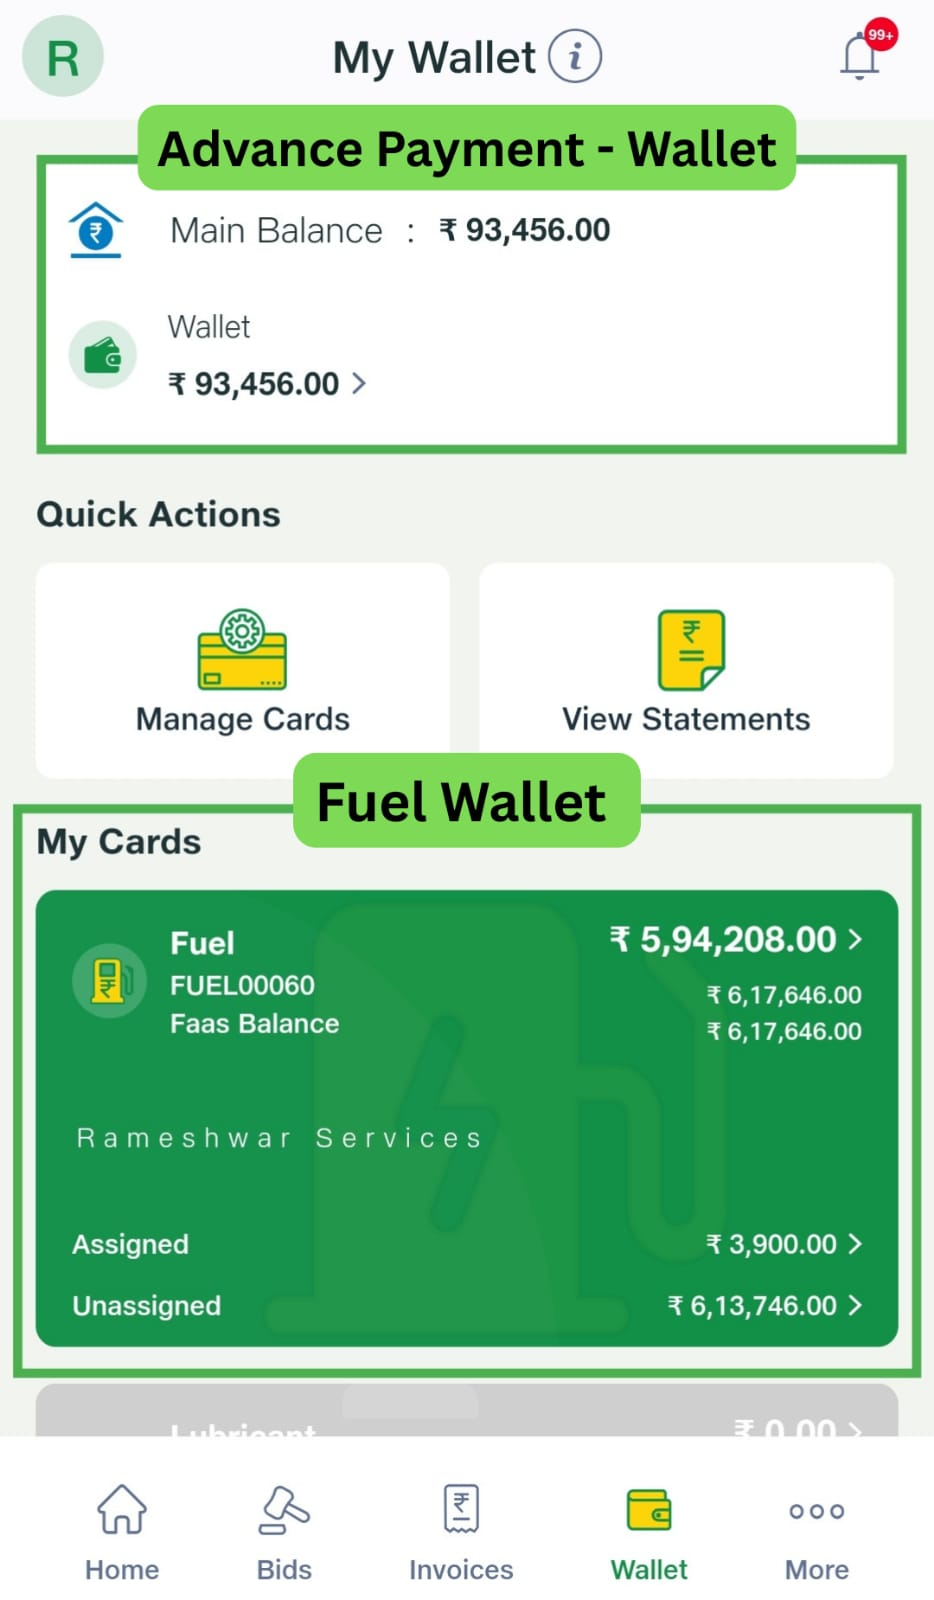 R
My Wallet i
99+
Advance Payment - Wallet
Main Balance : ₹ 93,456.00
Wallet
₹ 93,456.00 >
Quick Actions
Manage Cards
View Statements
Fuel Wallet
My Cards
Fuel
₹ 5,94,208.00 >
FUEL00060
₹ 6,17,646.00
Faas Balance
₹ 6,17,646.00
Rameshwar Services
Assigned ₹ 3,900.00 >
Unassigned ₹ 6,13,746.00 >
Lubricant ₹ 0.00 >
Home
Bids
Invoices
Wallet
More